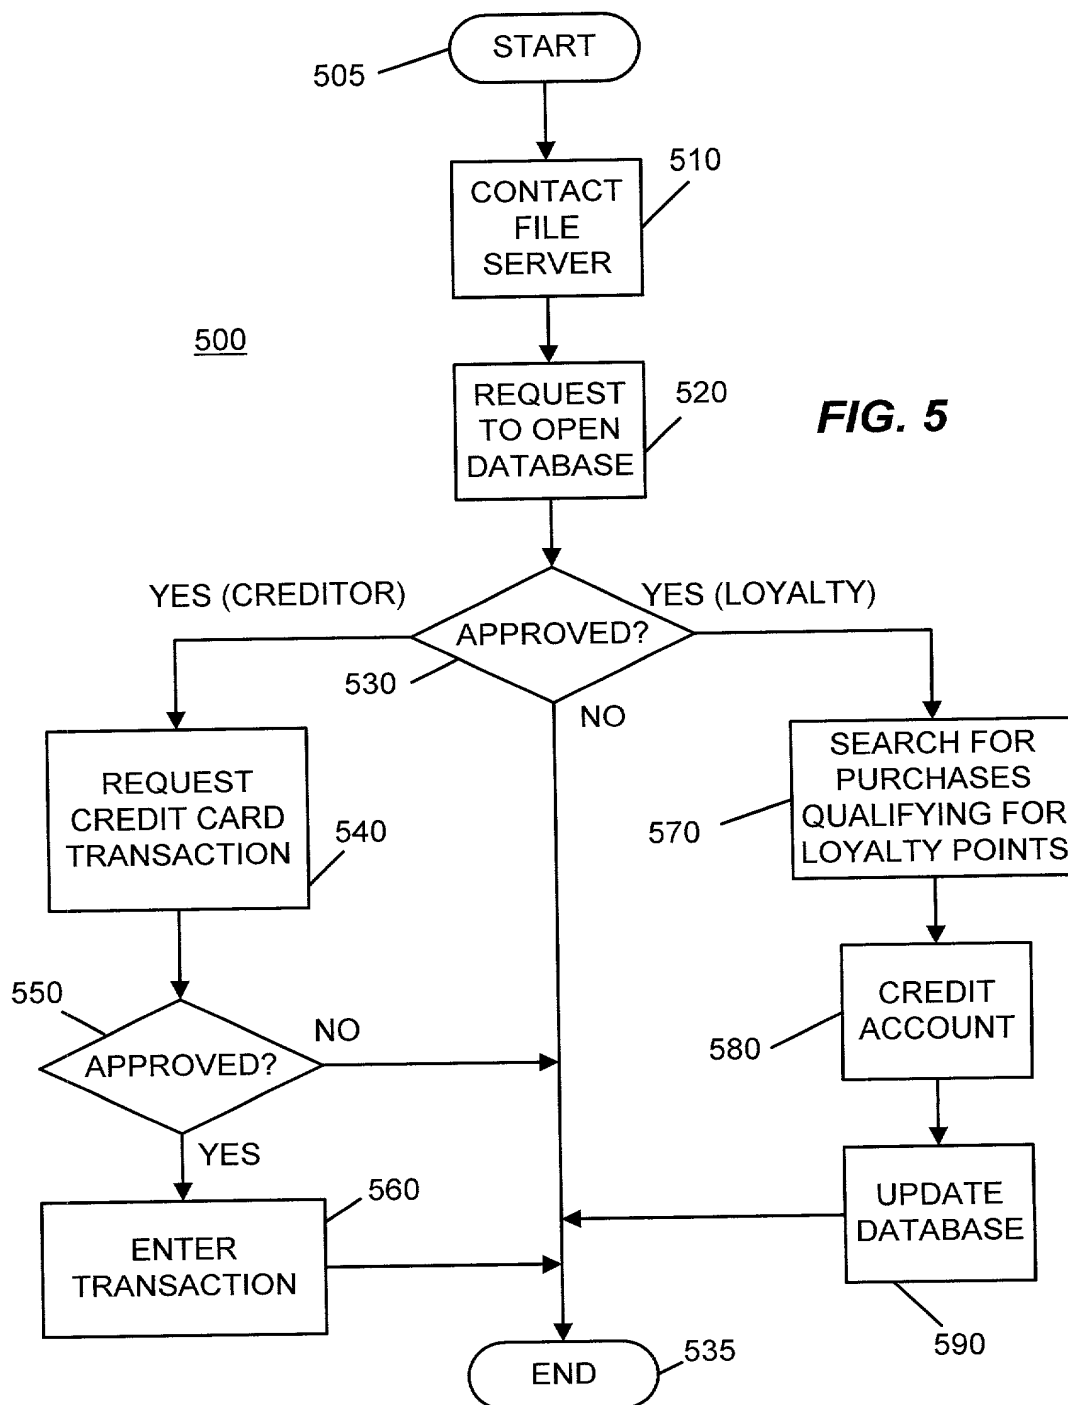 START
505
510
CONTACT
FILE
SERVER
500
REQUEST
TO OPEN
DATABASE
520
FIG. 5
YES (CREDITOR)
YES (LOYALTY)
APPROVED?
530
NO
REQUEST
CREDIT CARD
TRANSACTION
540
SEARCH FOR
PURCHASES
QUALIFYING FOR
LOYALTY POINTS
570
550
APPROVED?
NO
YES
CREDIT
ACCOUNT
580
560
ENTER
TRANSACTION
UPDATE
DATABASE
590
END
535